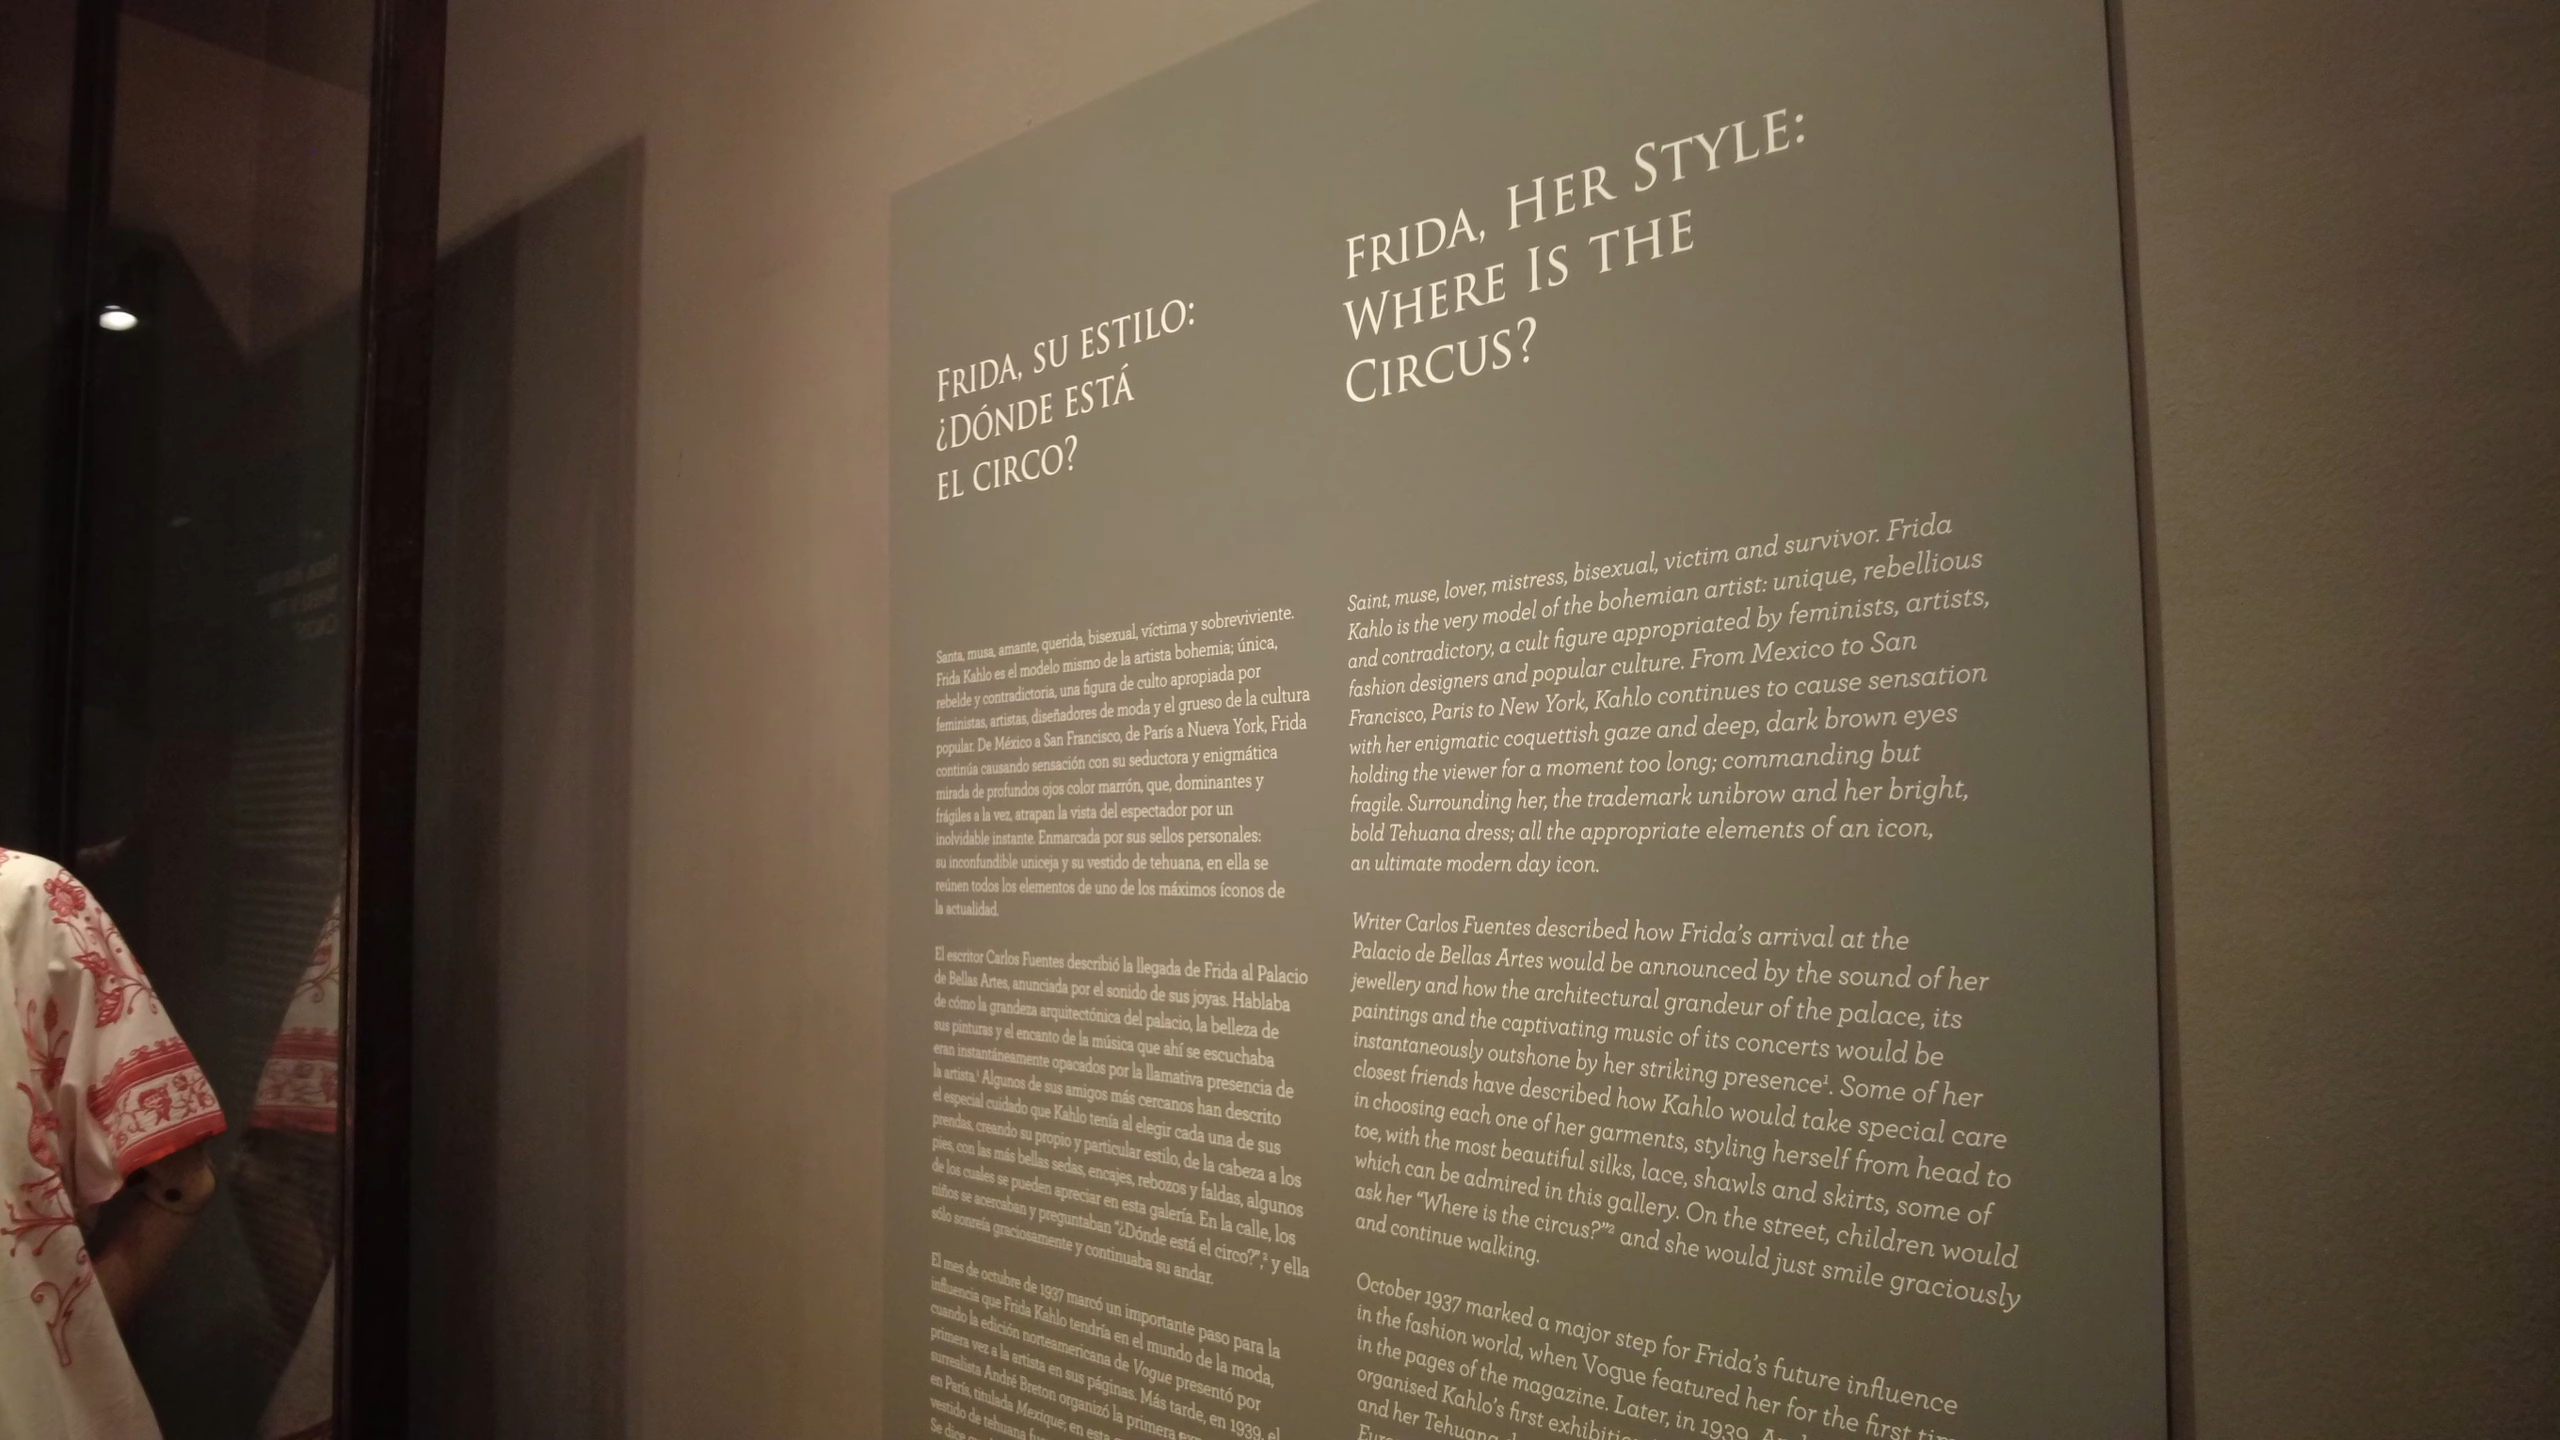 FRIDA, SU ESTILO:
¿DÓNDE ESTÁ
EL CIRCO?
Santa, musa, amante, querida, bisexual, víctima y sobreviviente.
Frida Kahlo es el modelo mismo de la artista bohemia; única,
rebelde y contradictoria, una figura de culto apropiada por
feministas, artistas, diseñadores de moda y el grueso de la cultura
popular. De México a San Francisco, de París a Nueva York, Frida
continúa causando sensación con su seductora y enigmática
mirada de profundos ojos color marrón, que, dominantes y
frágiles a la vez, atrapan la vista del espectador por un
inolvidable instante. Enmarcada por sus sellos personales:
su inconfundible uniceja y su vestido de tehuana, en ella se
reúnen todos los elementos de uno de los máximos íconos de
la actualidad.
El escritor Carlos Fuentes describió la llegada de Frida al Palacio
de Bellas Artes, anunciada por el sonido de sus joyas. Hablaba
de cómo la grandeza arquitectónica del palacio, la belleza de
sus pinturas y el encanto de la música que ahí se escuchaba
eran instantáneamente opacados por la llamativa presencia de
la artista.¹ Algunos de sus amigos más cercanos han descrito
el especial cuidado que Kahlo tenía al elegir cada una de sus
prendas, creando su propio y particular estilo, de la cabeza a los
pies, con las más bellas sedas, encajes, rebozos y faldas, algunos
de los cuales se pueden apreciar en esta galería. En la calle, los
niños se acercaban y preguntaban “¿Dónde está el circo?”,² y ella
sólo sonreía graciosamente y continuaba su andar.
El mes de octubre de 1937 marcó un importante paso para la
influencia que Frida Kahlo tendría en el mundo de la moda,
cuando la edición norteamericana de Vogue presentó por
primera vez a la artista en sus páginas. Más tarde, en 1939, el
surrealista André Breton organizó la primera
en París, titulada Mexique; en esta
vestido de tehuana
Se dice
FRIDA, HER STYLE:
WHERE IS THE
CIRCUS?
Saint, muse, lover, mistress, bisexual, victim and survivor. Frida
Kahlo is the very model of the bohemian artist: unique, rebellious
and contradictory, a cult figure appropriated by feminists, artists,
fashion designers and popular culture. From Mexico to San
Francisco, Paris to New York, Kahlo continues to cause sensation
with her enigmatic coquettish gaze and deep, dark brown eyes
holding the viewer for a moment too long; commanding but
fragile. Surrounding her, the trademark unibrow and her bright,
bold Tehuana dress; all the appropriate elements of an icon,
an ultimate modern day icon.
Writer Carlos Fuentes described how Frida’s arrival at the
Palacio de Bellas Artes would be announced by the sound of her
jewellery and how the architectural grandeur of the palace, its
paintings and the captivating music of its concerts would be
instantaneously outshone by her striking presence¹. Some of her
closest friends have described how Kahlo would take special care
in choosing each one of her garments, styling herself from head to
toe, with the most beautiful silks, lace, shawls and skirts, some of
which can be admired in this gallery. On the street, children would
ask her “Where is the circus?”² and she would just smile graciously
and continue walking.
October 1937 marked a major step for Frida’s future influence
in the fashion world, when Vogue featured her for the first
in the pages of the magazine. Later, in 1939,
organised Kahlo’s first
and her Tehuana